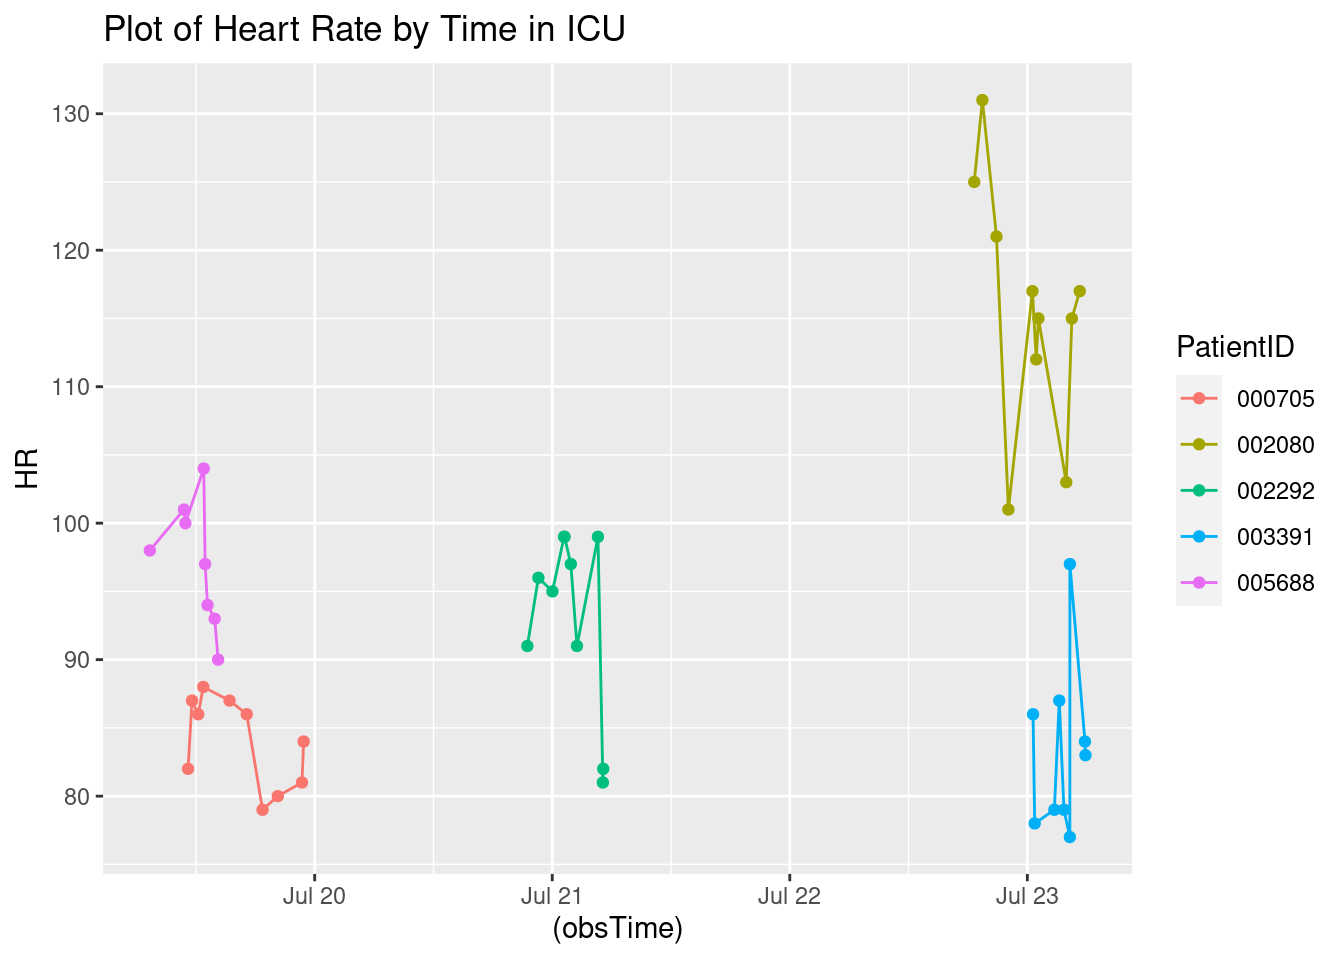 Plot of Heart Rate by Time in ICU
130
120
110
100
90
80
HR
Jul 20
Jul 21
Jul 22
Jul 23
(obsTime)
PatientID
000705
002080
002292
003391
005688